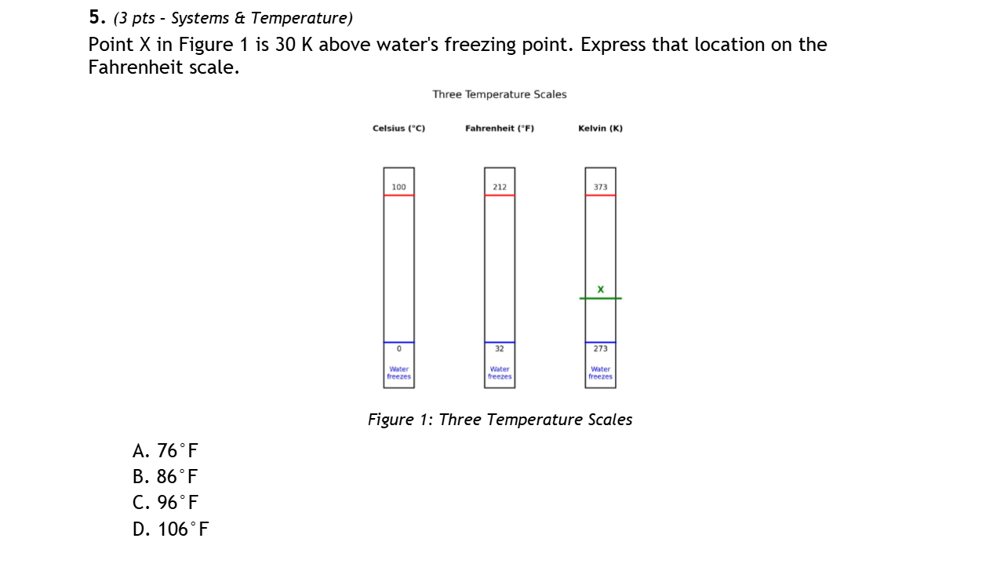 5. (3 pts - Systems & Temperature)
Point X in Figure 1 is 30 K above water's freezing point. Express that location on the
Fahrenheit scale.
Three Temperature Scales
Celsius (°C) Fahrenheit (°F) Kelvin (K)
100 212 373
X
0 32 273
Water Water Water
freezes freezes freezes
Figure 1: Three Temperature Scales
A. 76°F
B. 86°F
C. 96°F
D. 106°F